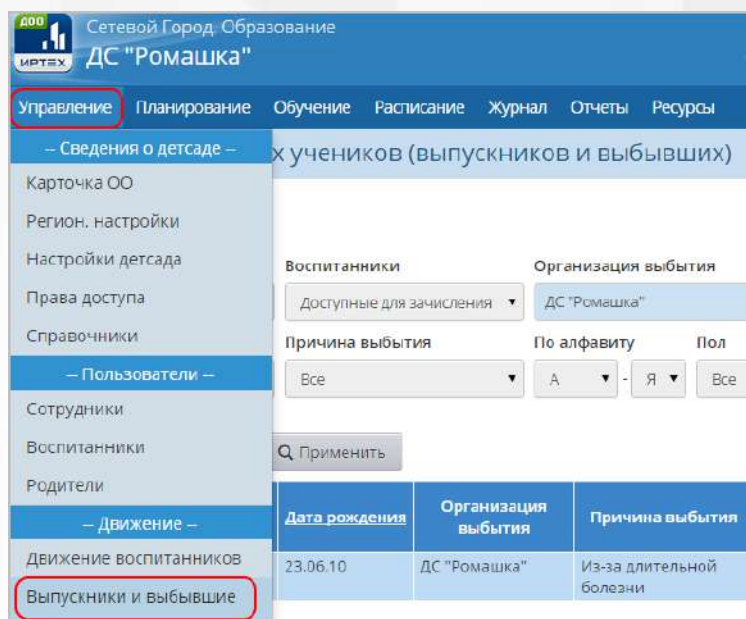 ДОО
ИРТЕХ
Сетевой Город. Образование
ДС "Ромашка"
Управление Планирование Обучение Расписание Журнал Отчеты Ресурсы
-- Сведения о детсаде --
Карточка ОО
Регион. настройки
Настройки детсада
Права доступа
Справочники
-- Пользователи --
Сотрудники
Воспитанники
Родители
-- Движение --
Движение воспитанников
Выпускники и выбывшие
х учеников (выпускников и выбывших)
Воспитанники Организация выбытия
Доступные для зачисления ДС "Ромашка"
Причина выбытия По алфавиту Пол
Все А - Я Все
Применить
Дата рождения Организация выбытия Причина выбытия
23.06.10 ДС "Ромашка" Из-за длительной
болезни